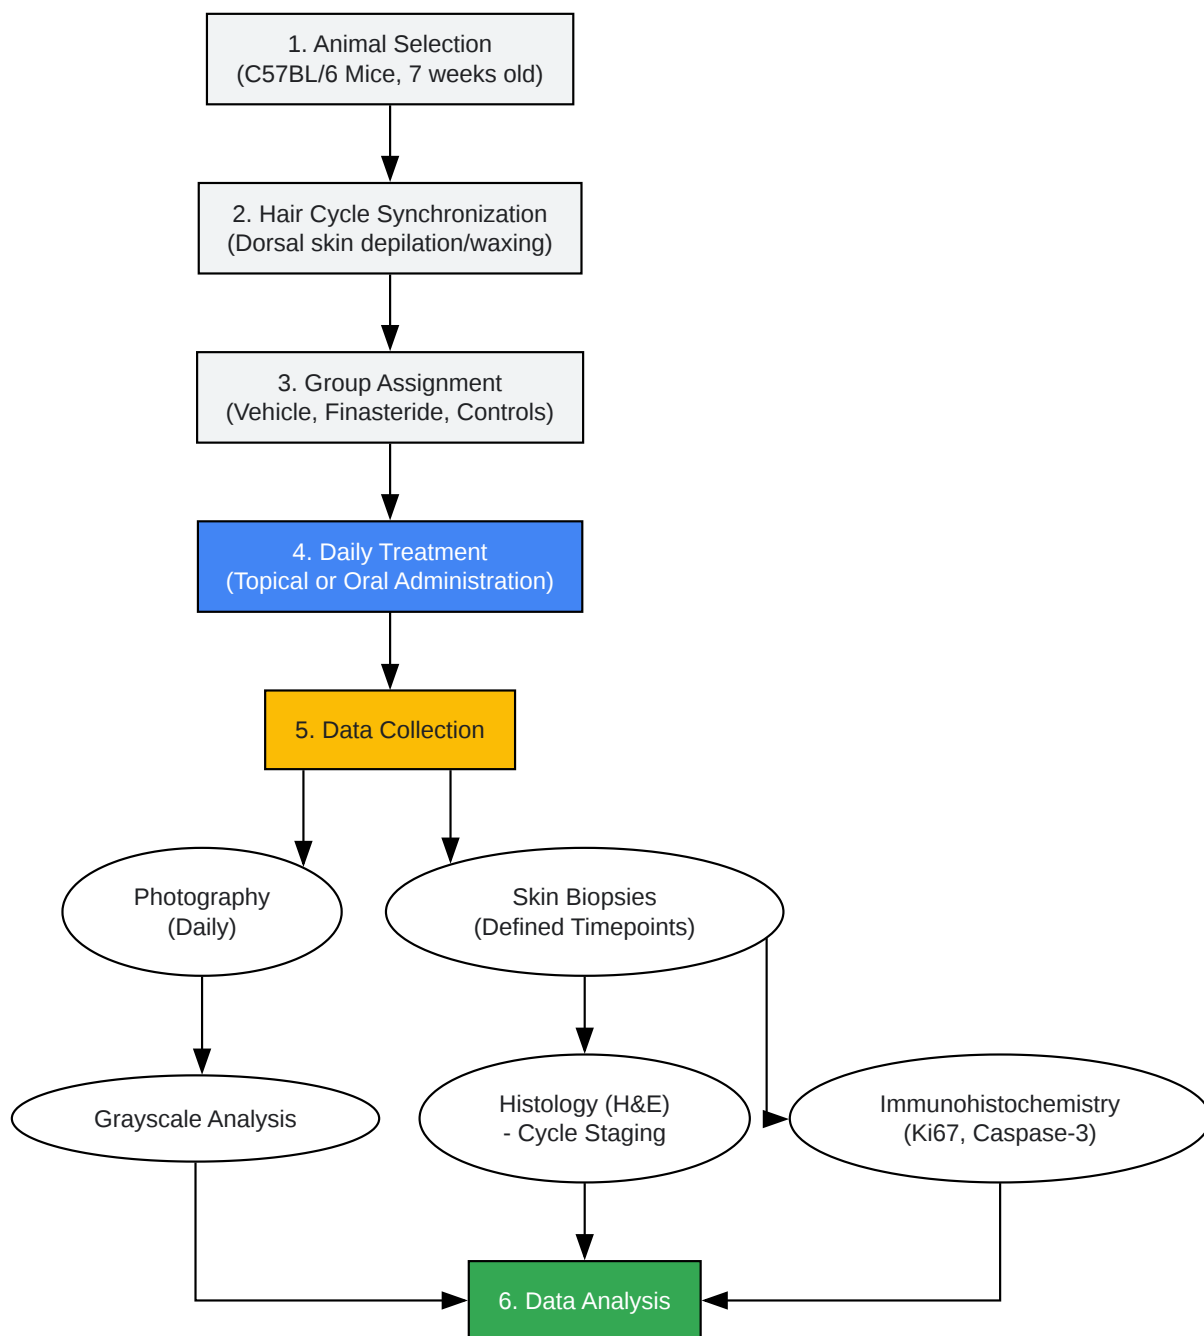 1. Animal Selection
(C57BL/6 Mice, 7 weeks old)
2. Hair Cycle Synchronization
(Dorsal skin depilation/waxing)
3. Group Assignment
(Vehicle, Finasteride, Controls)
4. Daily Treatment
(Topical or Oral Administration)
5. Data Collection
Photography
(Daily)
Skin Biopsies
(Defined Timepoints)
Grayscale Analysis
Histology (H&E)
- Cycle Staging
Immunohistochemistry
(Ki67, Caspase-3)
6. Data Analysis